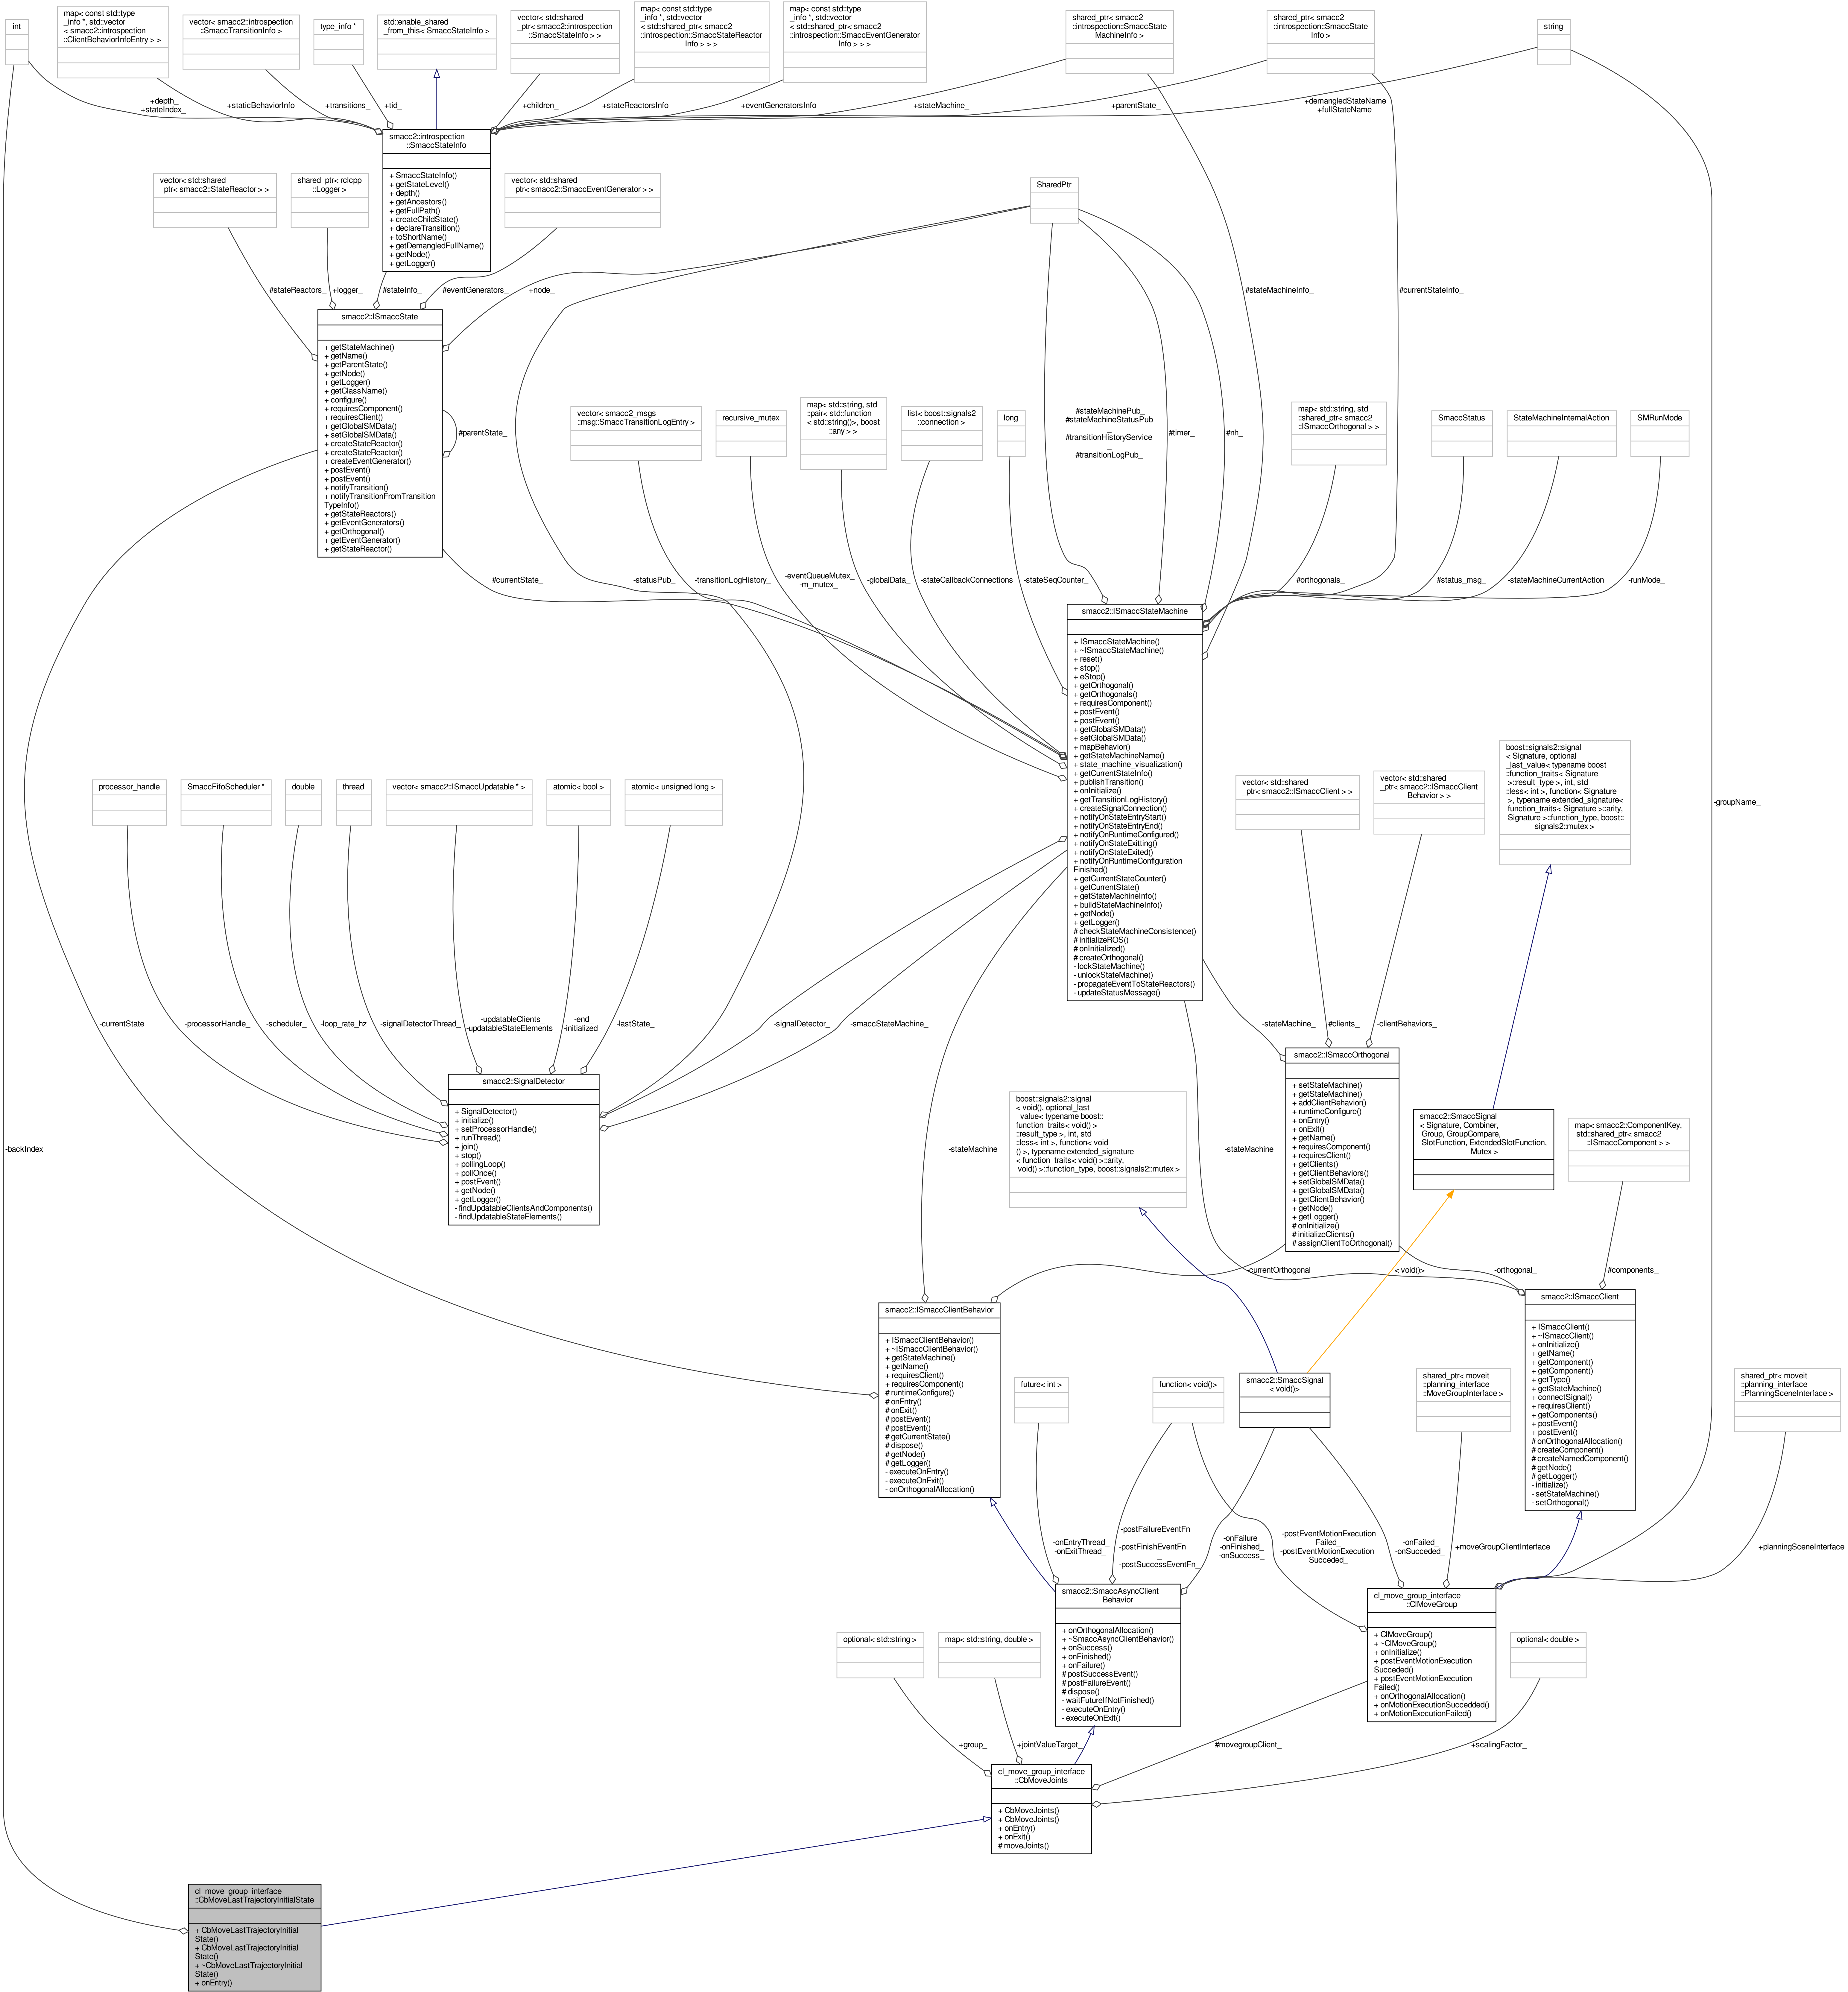 int
map< const std::type
_info *, std::vector
< smacc2::introspection
::ClientBehaviorInfoEntry > >
vector< smacc2::introspection
::SmaccTransitionInfo >
type_info *
std::enable_shared
_from_this< SmaccStateInfo >
vector< std::shared
_ptr< smacc2::introspection
::SmaccStateInfo > >
map< const std::type
_info *, std::vector
< std::shared_ptr< smacc2
::introspection::SmaccStateReactor
Info > > >
map< const std::type
_info *, std::vector
< std::shared_ptr< smacc2
::introspection::SmaccEventGenerator
Info > > >
shared_ptr< smacc2
::introspection::SmaccState
MachineInfo >
shared_ptr< smacc2
::introspection::SmaccState
Info >
string
+depth_
+stateIndex_
+staticBehaviorInfo
+transitions_
+tid_
+children_
+stateReactorsInfo
+eventGeneratorsInfo
+stateMachine_
+parentState_
+demangledStateName
+fullStateName
smacc2::introspection
::SmaccStateInfo
+ SmaccStateInfo()
+ getStateLevel()
+ depth()
+ getAncestors()
+ getFullPath()
+ createChildState()
+ declareTransition()
+ toShortName()
+ getDemangledFullName()
+ getNode()
+ getLogger()
vector< std::shared
_ptr< smacc2::StateReactor > >
shared_ptr< rclcpp
::Logger >
vector< std::shared
_ptr< smacc2::SmaccEventGenerator > >
SharedPtr
#stateReactors_
+logger_
#stateInfo_
#eventGenerators_
+node_
#stateMachineInfo_
#currentStateInfo_
smacc2::ISmaccState
+ getStateMachine()
+ getName()
+ getParentState()
+ getNode()
+ getLogger()
+ getClassName()
+ configure()
+ requiresComponent()
+ requiresClient()
+ getGlobalSMData()
+ setGlobalSMData()
+ createStateReactor()
+ createStateReactor()
+ createEventGenerator()
+ postEvent()
+ postEvent()
+ notifyTransition()
+ notifyTransitionFromTransition
TypeInfo()
+ getStateReactors()
+ getEventGenerators()
+ getOrthogonal()
+ getEventGenerator()
+ getStateReactor()
#parentState_
vector< smacc2_msgs
::msg::SmaccTransitionLogEntry >
recursive_mutex
map< std::string, std
::pair< std::function
< std::string()>, boost
::any > >
list< boost::signals2
::connection >
long
#stateMachinePub_
#stateMachineStatusPub
_
#transitionHistoryService
_
#transitionLogPub_
#timer_
#nh_
map< std::string, std
::shared_ptr< smacc2
::ISmaccOrthogonal > >
SmaccStatus
StateMachineInternalAction
SMRunMode
#currentState_
-statusPub_
-transitionLogHistory_
-eventQueueMutex_
-m_mutex_
-globalData_
-stateCallbackConnections
-stateSeqCounter_
#orthogonals_
#status_msg_
-stateMachineCurrentAction
-runMode_
smacc2::ISmaccStateMachine
+ ISmaccStateMachine()
+ ~ISmaccStateMachine()
+ reset()
+ stop()
+ eStop()
+ getOrthogonal()
+ getOrthogonals()
+ requiresComponent()
+ postEvent()
+ postEvent()
+ getGlobalSMData()
+ setGlobalSMData()
+ mapBehavior()
+ getStateMachineName()
+ state_machine_visualization()
+ getCurrentStateInfo()
+ publishTransition()
+ onInitialize()
+ getTransitionLogHistory()
+ createSignalConnection()
+ notifyOnStateEntryStart()
+ notifyOnStateEntryEnd()
+ notifyOnRuntimeConfigured()
+ notifyOnStateExitting()
+ notifyOnStateExited()
+ notifyOnRuntimeConfiguration
Finished()
+ getCurrentStateCounter()
+ getCurrentState()
+ getStateMachineInfo()
+ buildStateMachineInfo()
+ getNode()
+ getLogger()
# checkStateMachineConsistence()
# initializeROS()
# onInitialized()
# createOrthogonal()
- lockStateMachine()
- unlockStateMachine()
- propagateEventToStateReactors()
- updateStatusMessage()
processor_handle
SmaccFifoScheduler *
double
thread
vector< smacc2::ISmaccUpdatable * >
atomic< bool >
atomic< unsigned long >
vector< std::shared
_ptr< smacc2::ISmaccClient > >
vector< std::shared
_ptr< smacc2::ISmaccClient
Behavior > >
boost::signals2::signal
< Signature, optional
_last_value< typename boost
::function_traits< Signature
>::result_type >, int, std
::less< int >, function< Signature
>, typename extended_signature<
function_traits< Signature >::arity,
Signature >::function_type, boost::
signals2::mutex >
-groupName_
-currentState
-processorHandle_
-scheduler_
-loop_rate_hz
-signalDetectorThread_
-updatableClients_
-updatableStateElements_
-end_
-initialized_
-lastState_
-signalDetector_
-smaccStateMachine_
-stateMachine_
#clients_
-clientBehaviors_
smacc2::SignalDetector
+ SignalDetector()
+ initialize()
+ setProcessorHandle()
+ runThread()
+ join()
+ stop()
+ pollingLoop()
+ pollOnce()
+ postEvent()
+ getNode()
+ getLogger()
- findUpdatableClientsAndComponents()
- findUpdatableStateElements()
smacc2::ISmaccOrthogonal
+ setStateMachine()
+ getStateMachine()
+ addClientBehavior()
+ runtimeConfigure()
+ onEntry()
+ onExit()
+ getName()
+ requiresComponent()
+ requiresClient()
+ getClients()
+ getClientBehaviors()
+ setGlobalSMData()
+ getGlobalSMData()
+ getClientBehavior()
+ getNode()
+ getLogger()
# onInitialize()
# initializeClients()
# assignClientToOrthogonal()
boost::signals2::signal
< void(), optional_last
_value< typename boost::
function_traits< void()
>::result_type >, int, std
::less< int >, function< void
() >, typename extended_signature
< function_traits< void() >::arity,
void() >::function_type, boost::signals2::mutex >
smacc2::SmaccSignal
< Signature, Combiner,
Group, GroupCompare,
SlotFunction, ExtendedSlotFunction,
Mutex >
map< smacc2::ComponentKey,
std::shared_ptr< smacc2
::ISmaccComponent > >
-backIndex_
-stateMachine_
-stateMachine_
-currentOrthogonal
< void()>
-orthogonal_
#components_
smacc2::ISmaccClientBehavior
+ ISmaccClientBehavior()
+ ~ISmaccClientBehavior()
+ getStateMachine()
+ getName()
+ requiresClient()
+ requiresComponent()
# runtimeConfigure()
# onEntry()
# onExit()
# postEvent()
# postEvent()
# getCurrentState()
# dispose()
# getNode()
# getLogger()
- executeOnEntry()
- executeOnExit()
- onOrthogonalAllocation()
smacc2::ISmaccClient
+ ISmaccClient()
+ ~ISmaccClient()
+ onInitialize()
+ getName()
+ getComponent()
+ getComponent()
+ getType()
+ getStateMachine()
+ connectSignal()
+ requiresClient()
+ getComponents()
+ postEvent()
+ postEvent()
# onOrthogonalAllocation()
# createComponent()
# createNamedComponent()
# getNode()
# getLogger()
- initialize()
- setStateMachine()
- setOrthogonal()
future< int >
function< void()>
smacc2::SmaccSignal
< void()>
shared_ptr< moveit
::planning_interface
::MoveGroupInterface >
shared_ptr< moveit
::planning_interface
::PlanningSceneInterface >
-onEntryThread_
-onExitThread_
-postFailureEventFn
_
-postFinishEventFn
_
-postSuccessEventFn_
-onFailure_
-onFinished_
-onSuccess_
-postEventMotionExecution
Failed_
-postEventMotionExecution
Succeded_
-onFailed_
-onSucceded_
+moveGroupClientInterface
+planningSceneInterface
smacc2::SmaccAsyncClient
Behavior
+ onOrthogonalAllocation()
+ ~SmaccAsyncClientBehavior()
+ onSuccess()
+ onFinished()
+ onFailure()
# postSuccessEvent()
# postFailureEvent()
# dispose()
- waitFutureIfNotFinished()
- executeOnEntry()
- executeOnExit()
cl_move_group_interface
::ClMoveGroup
+ ClMoveGroup()
+ ~ClMoveGroup()
+ onInitialize()
+ postEventMotionExecution
Succeded()
+ postEventMotionExecution
Failed()
+ onOrthogonalAllocation()
+ onMotionExecutionSuccedded()
+ onMotionExecutionFailed()
optional< std::string >
map< std::string, double >
optional< double >
+group_
+jointValueTarget_
#movegroupClient_
+scalingFactor_
cl_move_group_interface
::CbMoveJoints
+ CbMoveJoints()
+ CbMoveJoints()
+ onEntry()
+ onExit()
# moveJoints()
cl_move_group_interface
::CbMoveLastTrajectoryInitialState
+ CbMoveLastTrajectoryInitial
State()
+ CbMoveLastTrajectoryInitial
State()
+ ~CbMoveLastTrajectoryInitial
State()
+ onEntry()